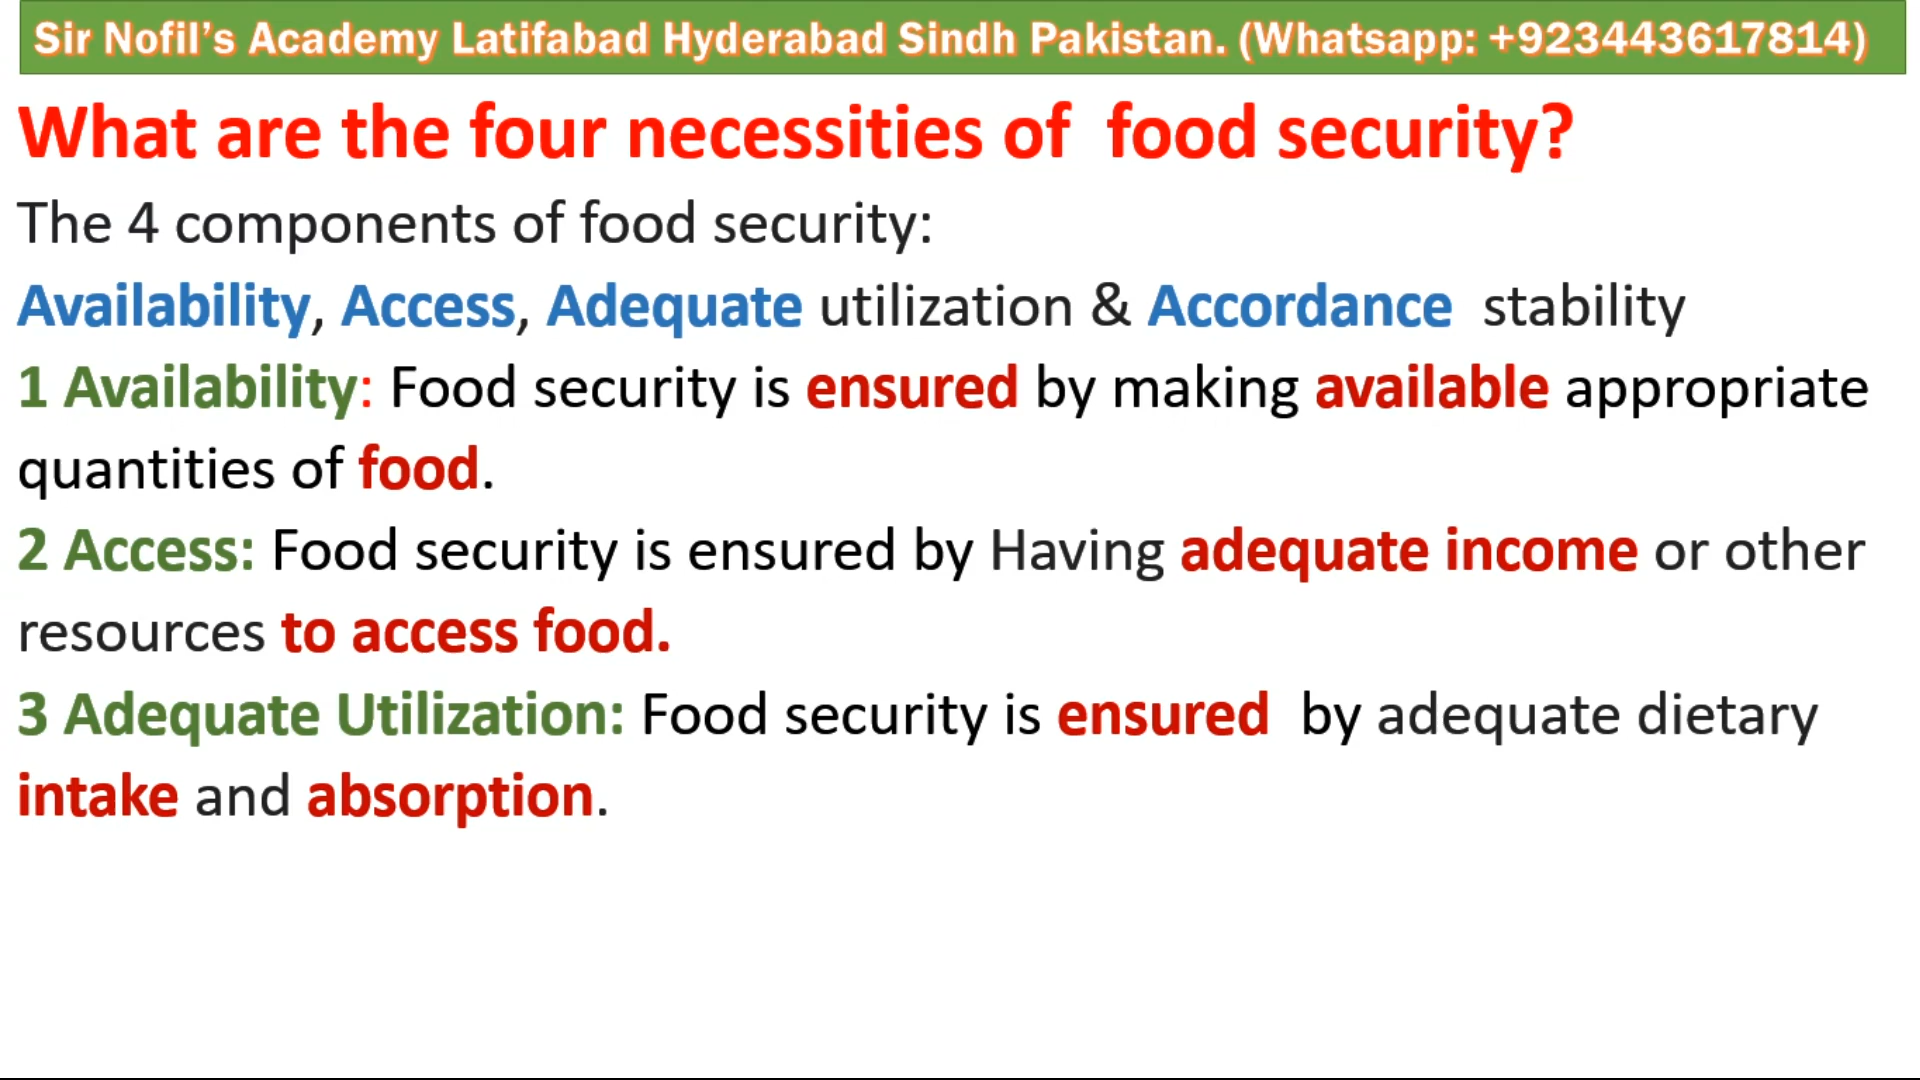 Sir Nofil’s Academy Latifabad Hyderabad Sindh Pakistan. (Whatsapp: +923443617814)
What are the four necessities of food security?
The 4 components of food security:
Availability, Access, Adequate utilization & Accordance stability
1 Availability: Food security is ensured by making available appropriate
quantities of food.
2 Access: Food security is ensured by Having adequate income or other
resources to access food.
3 Adequate Utilization: Food security is ensured by adequate dietary
intake and absorption.